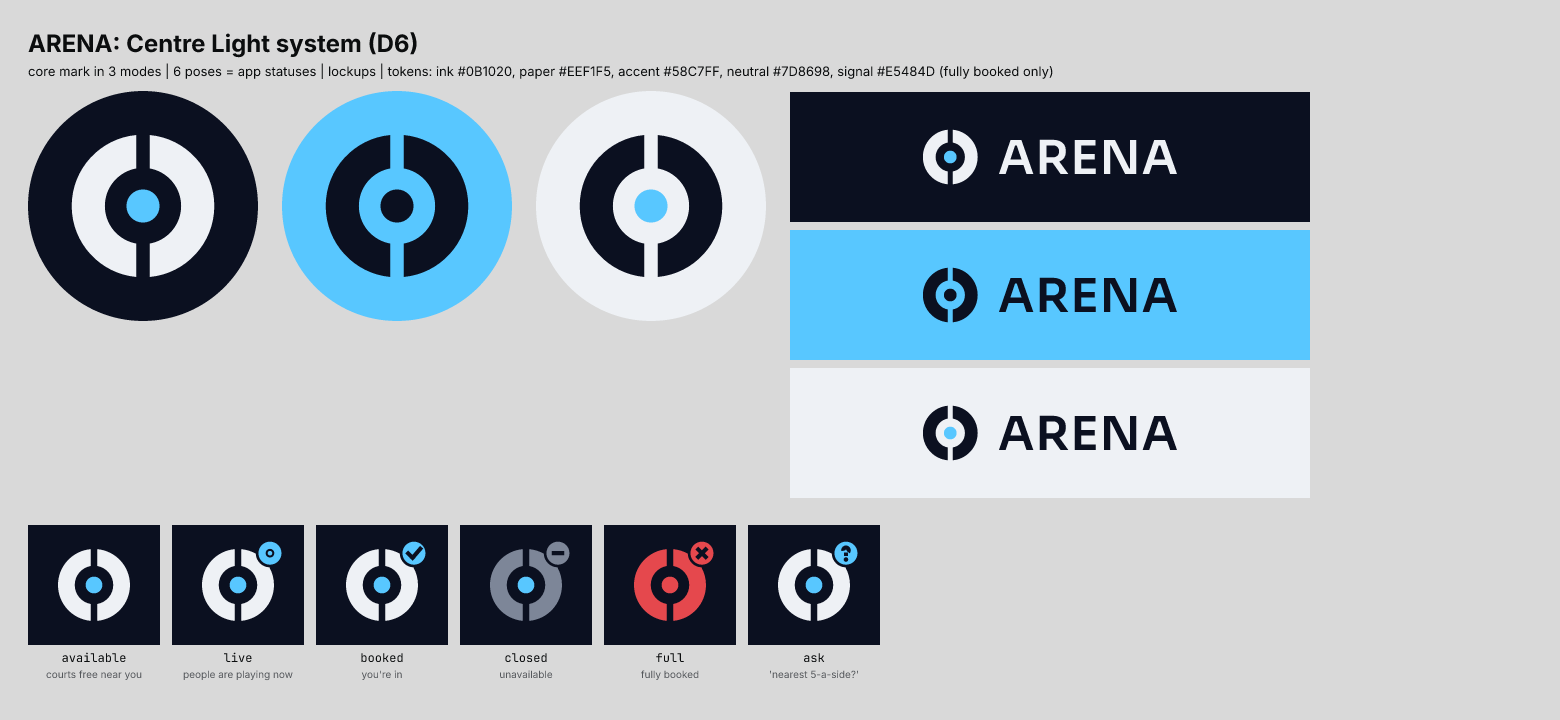 ARENA: Centre Light system (D6)
core mark in 3 modes | 6 poses = app statuses | lockups | tokens: ink #0B1020, paper #EEF1F5, accent #58C7FF, neutral #7D8698, signal #E5484D (fully booked only)
ARENA
ARENA
ARENA
?
available
courts free near you
live
people are playing now
booked
you're in
closed
unavailable
full
fully booked
ask
'nearest 5-a-side?'